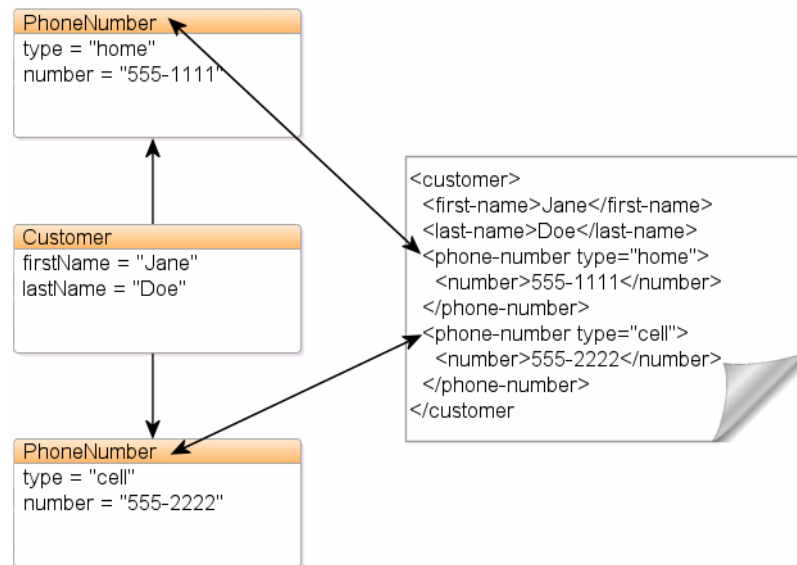 PhoneNumber
type = "home"
number = "555-1111"
Customer
firstName = "Jane"
lastName = "Doe"
PhoneNumber
type = "cell"
number = "555-2222"
<customer>
<first-name>Jane</first-name>
<last-name>Doe</last-name>
<phone-number type="home">
<number>555-1111</number>
</phone-number>
<phone-number type="cell">
<number>555-2222</number>
</phone-number>
</customer